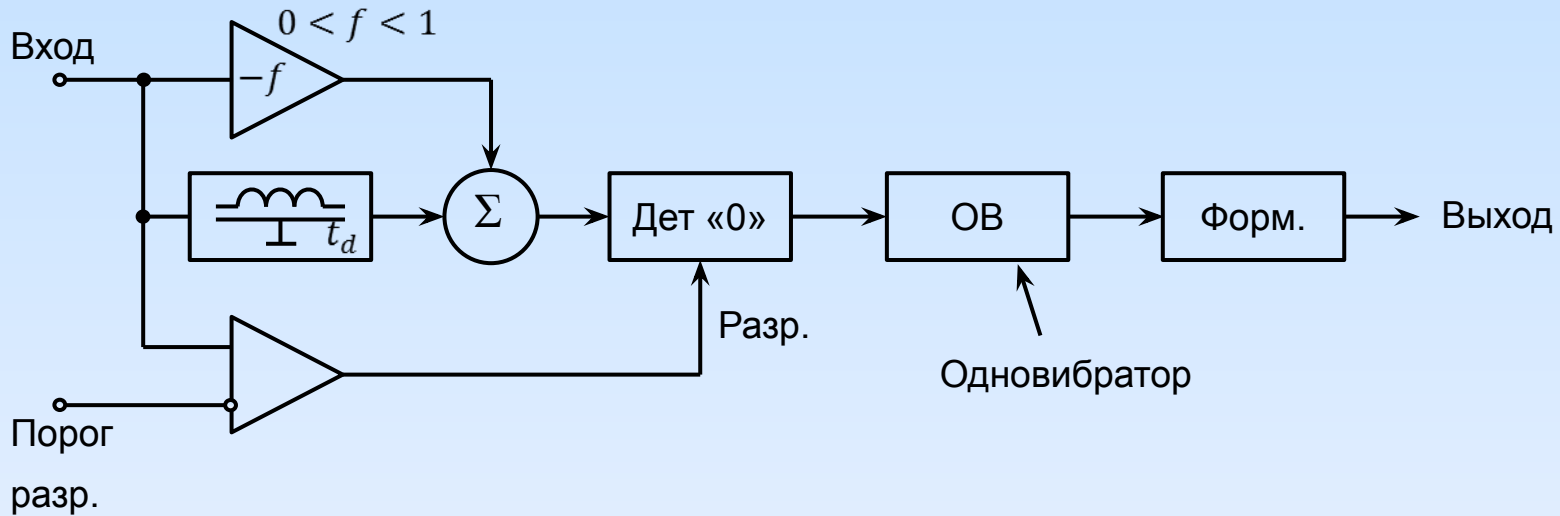 0 < f < 1
Вход
−f
t_d
Σ
Дет «0»
ОВ
Форм.
Выход
Разр.
Одновибратор
Порог
разр.